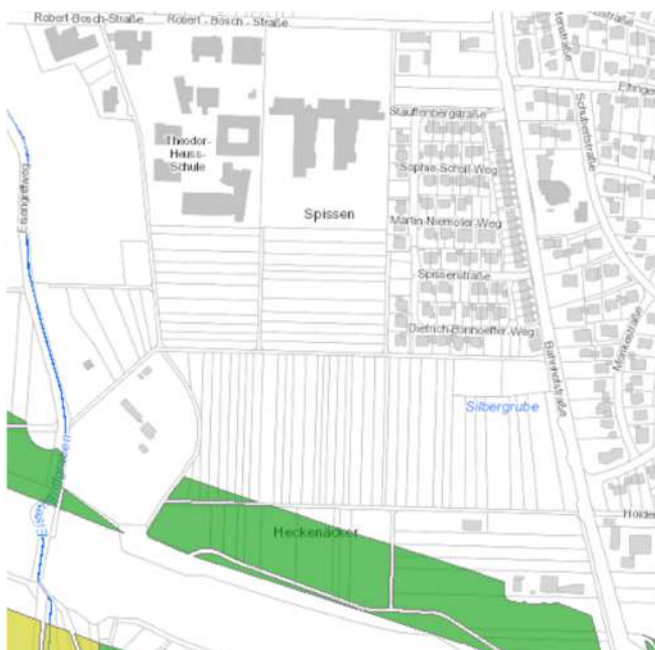 Robert-Bosch-Straße
Robert - Bosch - Straße
Stauffenbergstraße
Schubertstraße
Theodor-
Heuss-
Schule
Sophie-Scholl-Weg
Spissen
Martin-Niemöller-Weg
Spissenstraße
Dietrich-Bonhoeffer-Weg
Bahnhofstraße
Silbergrube
Heckenäcker
Holder